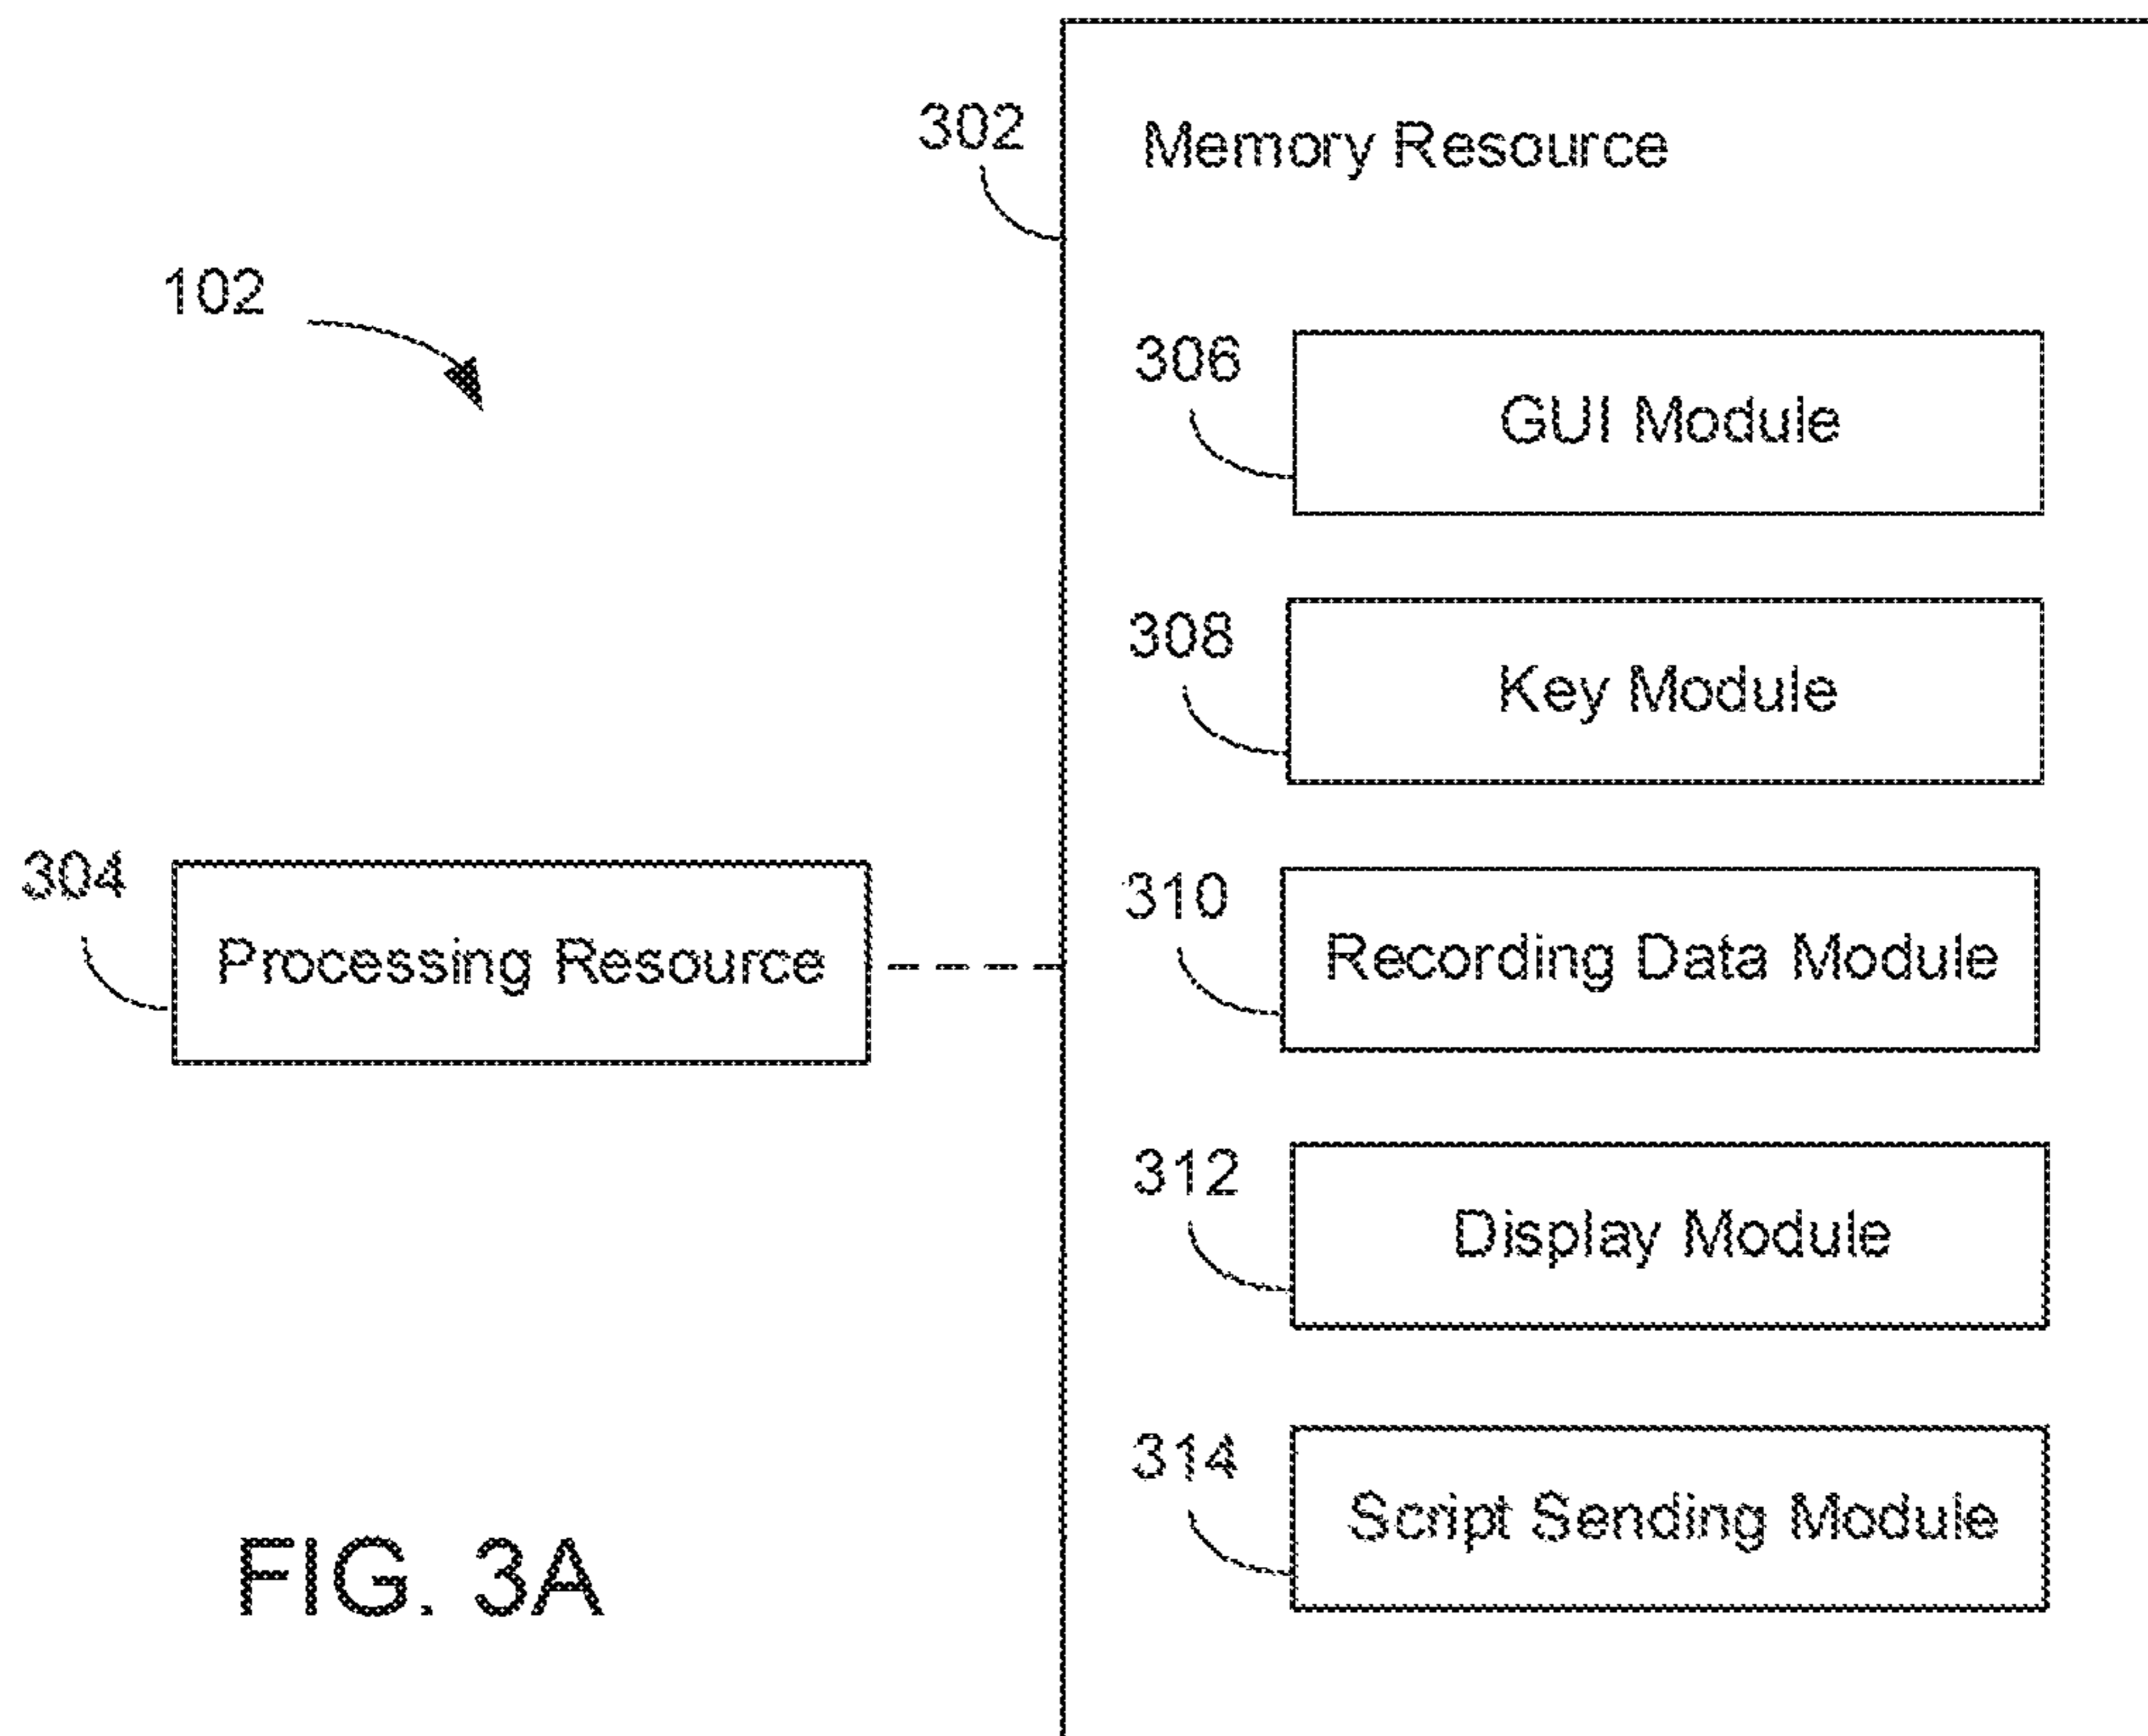 302
Memory Resource
102
306
GUI Module
308
Key Module
304
Processing Resource
310
Recording Data Module
312
Display Module
314
Script Sending Module
FIG. 3A